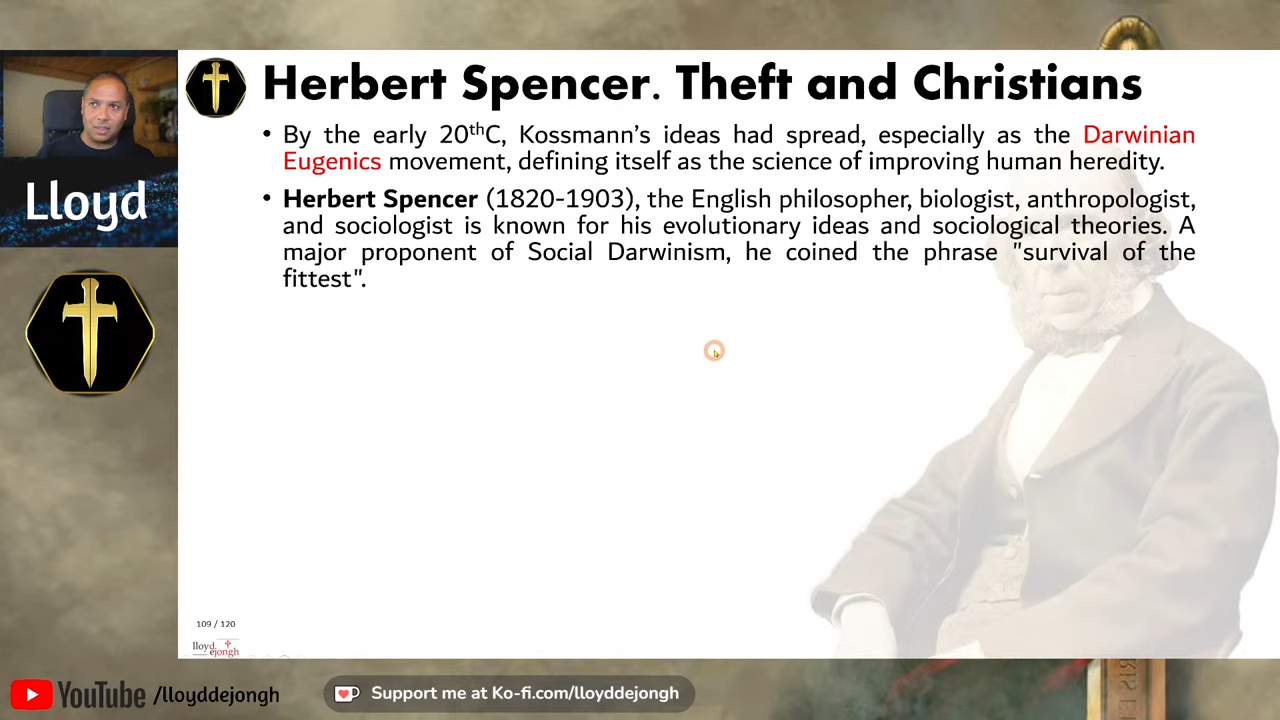 Herbert Spencer. Theft and Christians
• By the early 20thC, Kossmann’s ideas had spread, especially as the Darwinian
Eugenics movement, defining itself as the science of improving human heredity.
• Herbert Spencer (1820-1903), the English philosopher, biologist, anthropologist,
and sociologist is known for his evolutionary ideas and sociological theories. A
major proponent of Social Darwinism, he coined the phrase "survival of the
fittest".
Lloyd
109 / 120
lloyd
ejongh
YouTube /lloyddejongh
Support me at Ko-fi.com/lloyddejongh